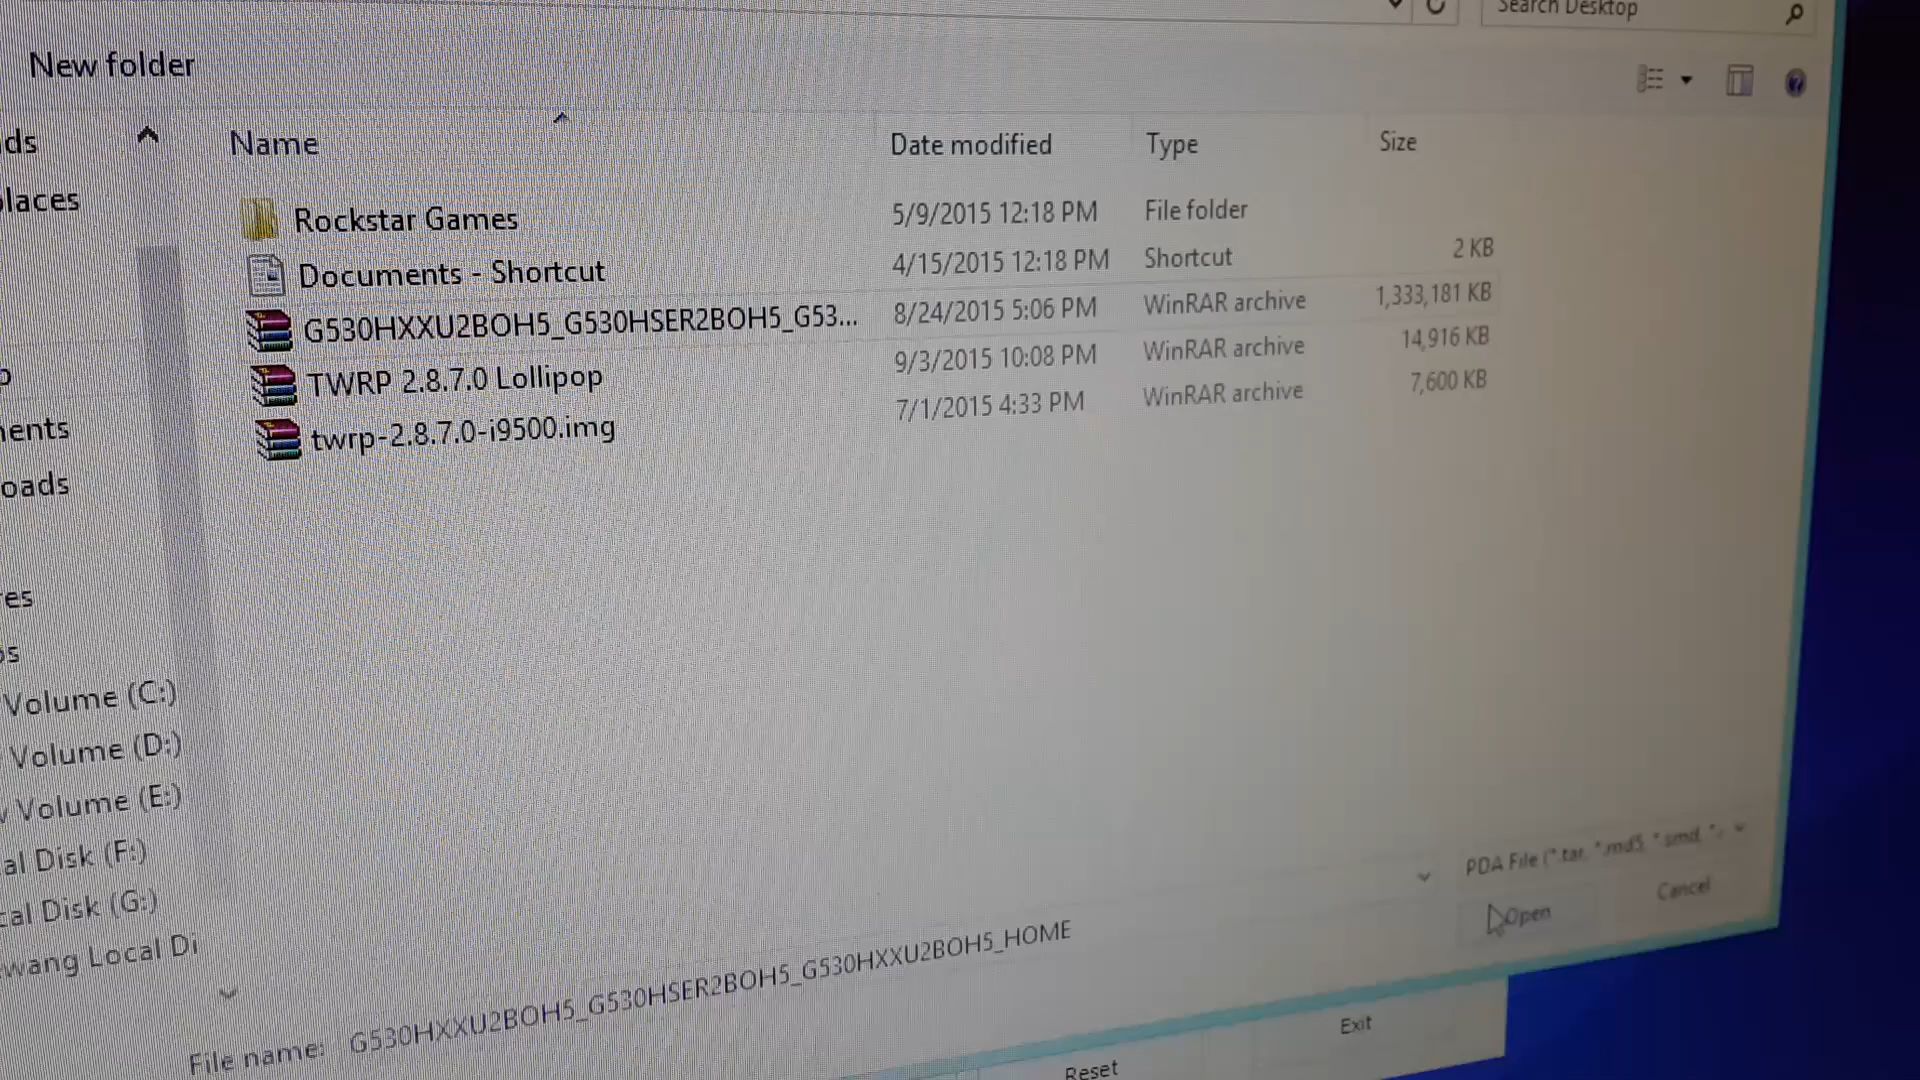 Search Desktop
New folder
ds
Name
Date modified
Type
Size
places
Rockstar Games
5/9/2015 12:18 PM
File folder
Documents - Shortcut
4/15/2015 12:18 PM
Shortcut
2 KB
G530HXXU2BOH5_G530HSER2BOH5_G53...
8/24/2015 5:06 PM
WinRAR archive
1,333,181 KB
TWRP 2.8.7.0 Lollipop
9/3/2015 10:08 PM
WinRAR archive
14,916 KB
twrp-2.8.7.0-i9500.img
7/1/2015 4:33 PM
WinRAR archive
7,600 KB
ents
oads
es
os
Volume (C:)
Volume (D:)
Volume (E:)
al Disk (F:)
cal Disk (G:)
wang Local Di
File name: G530HXXU2BOH5_G530HSER2BOH5_G530HXXU2BOH5_HOME
PDA File (*.tar, *.md5, *.smd, *.
Open
Cancel
Reset
Exit